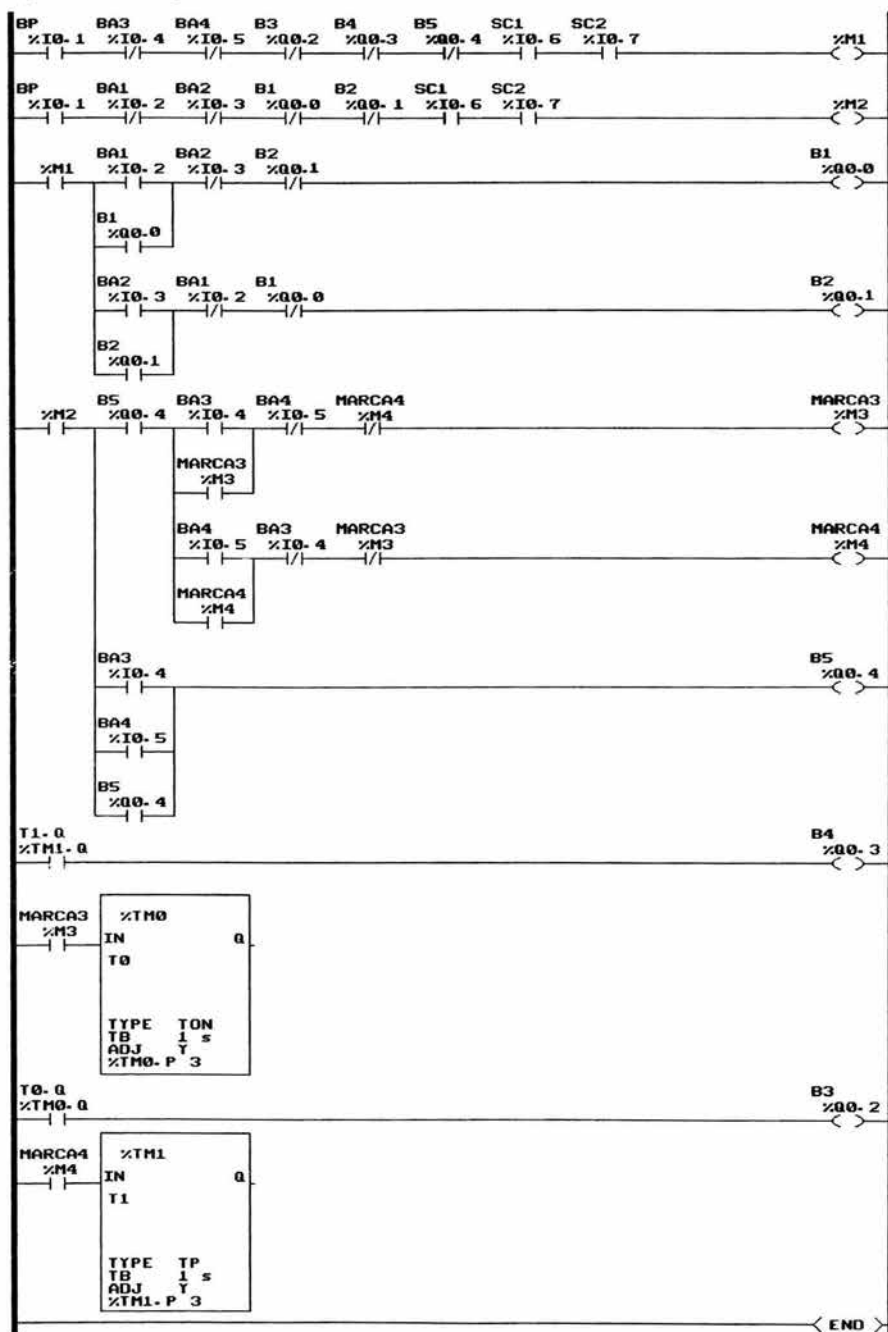 BP BA3 BA4 B3 B4 B5 SC1 SC2
%I0.1 %I0.4 %I0.5 %Q0.2 %Q0.3 %Q0.4 %I0.6 %I0.7 %M1
BP BA1 BA2 B1 B2 SC1 SC2
%I0.1 %I0.2 %I0.3 %Q0.0 %Q0.1 %I0.6 %I0.7 %M2
BA1 BA2 B2 B1
%M1 %I0.2 %I0.3 %Q0.1 %Q0.0
B1
%Q0.0
BA2 BA1 B1 B2
%I0.3 %I0.2 %Q0.0 %Q0.1
B2
%Q0.1
B5 BA3 BA4 MARCA4 MARCA3
%M2 %Q0.4 %I0.4 %I0.5 %M4 %M3
MARCA3
%M3
BA4 BA3 MARCA3 MARCA4
%I0.5 %I0.4 %M3 %M4
MARCA4
%M4
BA3 B5
%I0.4 %Q0.4
BA4
%I0.5
B5
%Q0.4
T1.Q B4
%TM1.Q %Q0.3
MARCA3 %TM0
%M3 IN Q
T0
TYPE TON
TB 1 s
ADJ Y
%TM0.P 3
T0.Q B3
%TM0.Q %Q0.2
MARCA4 %TM1
%M4 IN Q
T1
TYPE TP
TB 1 s
ADJ Y
%TM1.P 3
END